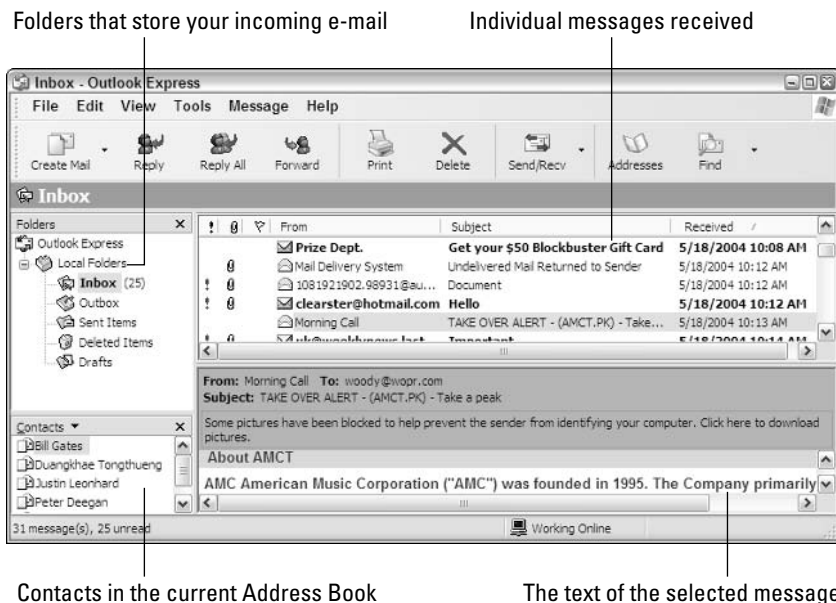 Folders that store your incoming e-mail
Individual messages received
Inbox - Outlook Express
File Edit View Tools Message Help
Create Mail Reply Reply All Forward Print Delete Send/Recv Addresses Find
Inbox
Folders
! From Subject Received
Outlook Express
Local Folders
Inbox (25)
Outbox
Sent Items
Deleted Items
Drafts
Prize Dept. Get your $50 Blockbuster Gift Card 5/18/2004 10:08 AM
Mail Delivery System Undelivered Mail Returned to Sender 5/18/2004 10:12 AM
! 1081921902.98931@au... Document 5/18/2004 10:12 AM
! clearster@hotmail.com Hello 5/18/2004 10:12 AM
Morning Call TAKE OVER ALERT - (AMCT.PK) - Take... 5/18/2004 10:13 AM
! Important 5/18/2004 10:14 AM
From: Morning Call To: woody@wopr.com
Subject: TAKE OVER ALERT - (AMCT.PK) - Take a peak
Some pictures have been blocked to help prevent the sender from identifying your computer. Click here to download
pictures.
About AMCT
AMC American Music Corporation ("AMC") was founded in 1995. The Company primarily
Contacts
Bill Gates
Duangkhae Tongthueng
Justin Leonhard
Peter Deegan
31 message(s), 25 unread
Working Online
Contacts in the current Address Book
The text of the selected message